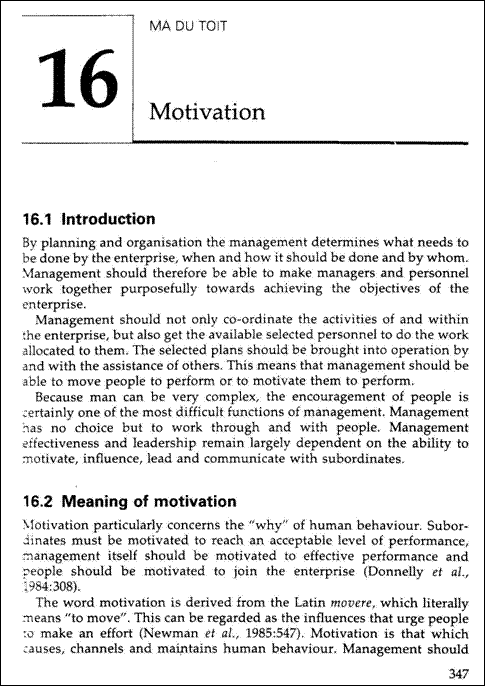 MA DU TOIT
16
Motivation
16.1 Introduction
By planning and organisation the management determines what needs to
be done by the enterprise, when and how it should be done and by whom.
Management should therefore be able to make managers and personnel
work together purposefully towards achieving the objectives of the
enterprise.
Management should not only co-ordinate the activities of and within
the enterprise, but also get the available selected personnel to do the work
allocated to them. The selected plans should be brought into operation by
and with the assistance of others. This means that management should be
able to move people to perform or to motivate them to perform.
Because man can be very complex, the encouragement of people is
certainly one of the most difficult functions of management. Management
has no choice but to work through and with people. Management
effectiveness and leadership remain largely dependent on the ability to
motivate, influence, lead and communicate with subordinates.
16.2 Meaning of motivation
Motivation particularly concerns the "why" of human behaviour. Subor-
dinates must be motivated to reach an acceptable level of performance,
management itself should be motivated to effective performance and
people should be motivated to join the enterprise (Donnelly et al.,
1984:308).
The word motivation is derived from the Latin movere, which literally
means "to move". This can be regarded as the influences that urge people
to make an effort (Newman et al., 1985:547). Motivation is that which
causes, channels and maintains human behaviour. Management should
347